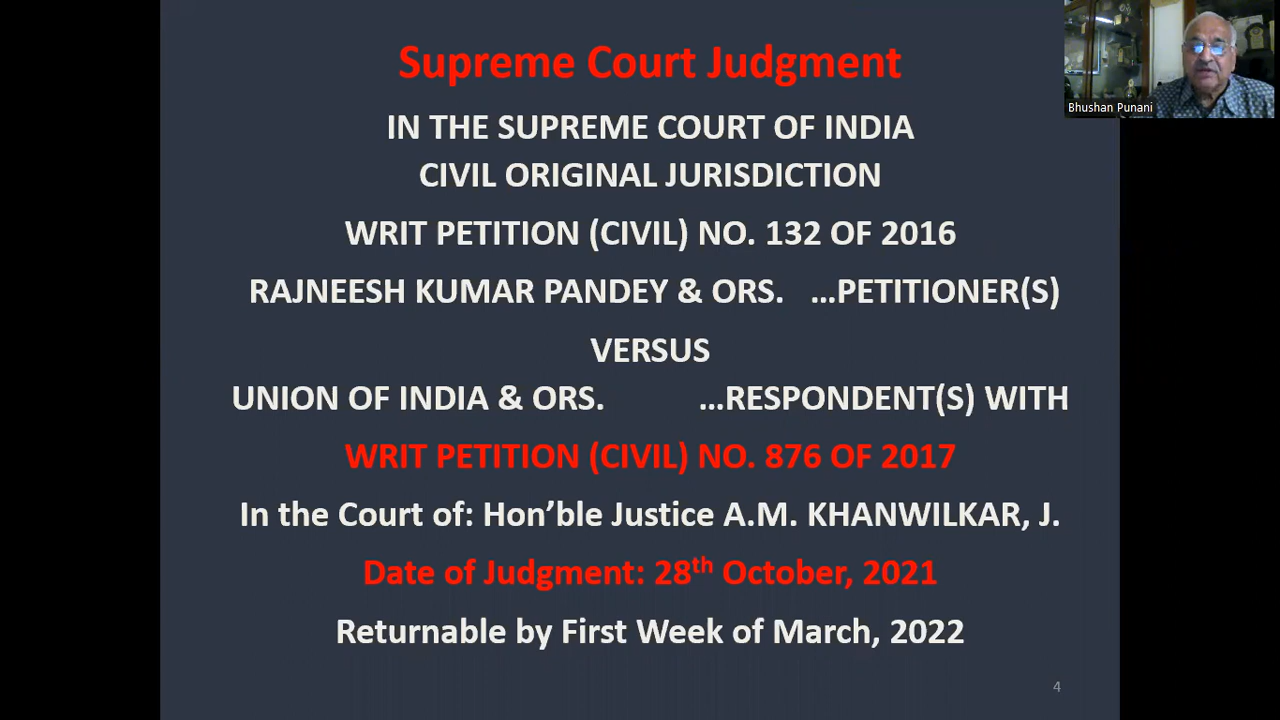 Supreme Court Judgment
IN THE SUPREME COURT OF INDIA
CIVIL ORIGINAL JURISDICTION
WRIT PETITION (CIVIL) NO. 132 OF 2016
RAJNEESH KUMAR PANDEY & ORS. ...PETITIONER(S)
VERSUS
UNION OF INDIA & ORS. ...RESPONDENT(S) WITH
WRIT PETITION (CIVIL) NO. 876 OF 2017
In the Court of: Hon’ble Justice A.M. KHANWILKAR, J.
Date of Judgment: 28th October, 2021
Returnable by First Week of March, 2022
4
Bhushan Punani